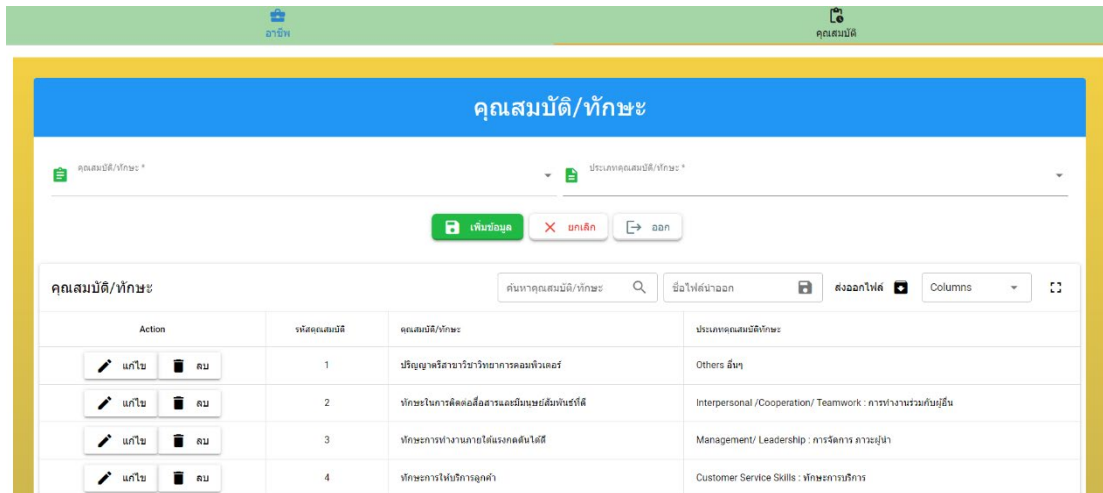 อาชีพ
คุณสมบัติ
คุณสมบัติ/ทักษะ
คุณสมบัติ/ทักษะ *
ประเภทคุณสมบัติ/ทักษะ *
เพิ่มข้อมูล
ยกเลิก
ออก
คุณสมบัติ/ทักษะ
ค้นหาคุณสมบัติ/ทักษะ
ชื่อไฟล์นำออก
ส่งออกไฟล์
Columns
Action รหัสคุณสมบัติ คุณสมบัติ/ทักษะ ประเภทคุณสมบัติทักษะ
แก้ไข ลบ 1 ปริญญาตรีสาขาวิชาวิทยาการคอมพิวเตอร์ Others อื่นๆ
แก้ไข ลบ 2 ทักษะในการติดต่อสื่อสารและมีมนุษย์สัมพันธ์ที่ดี Interpersonal /Cooperation/ Teamwork : การทำงานร่วมกับผู้อื่น
แก้ไข ลบ 3 ทักษะการทำงานภายใต้แรงกดดันได้ดี Management/ Leadership : การจัดการ ภาวะผู้นำ
แก้ไข ลบ 4 ทักษะการให้บริการลูกค้า Customer Service Skills : ทักษะการบริการ